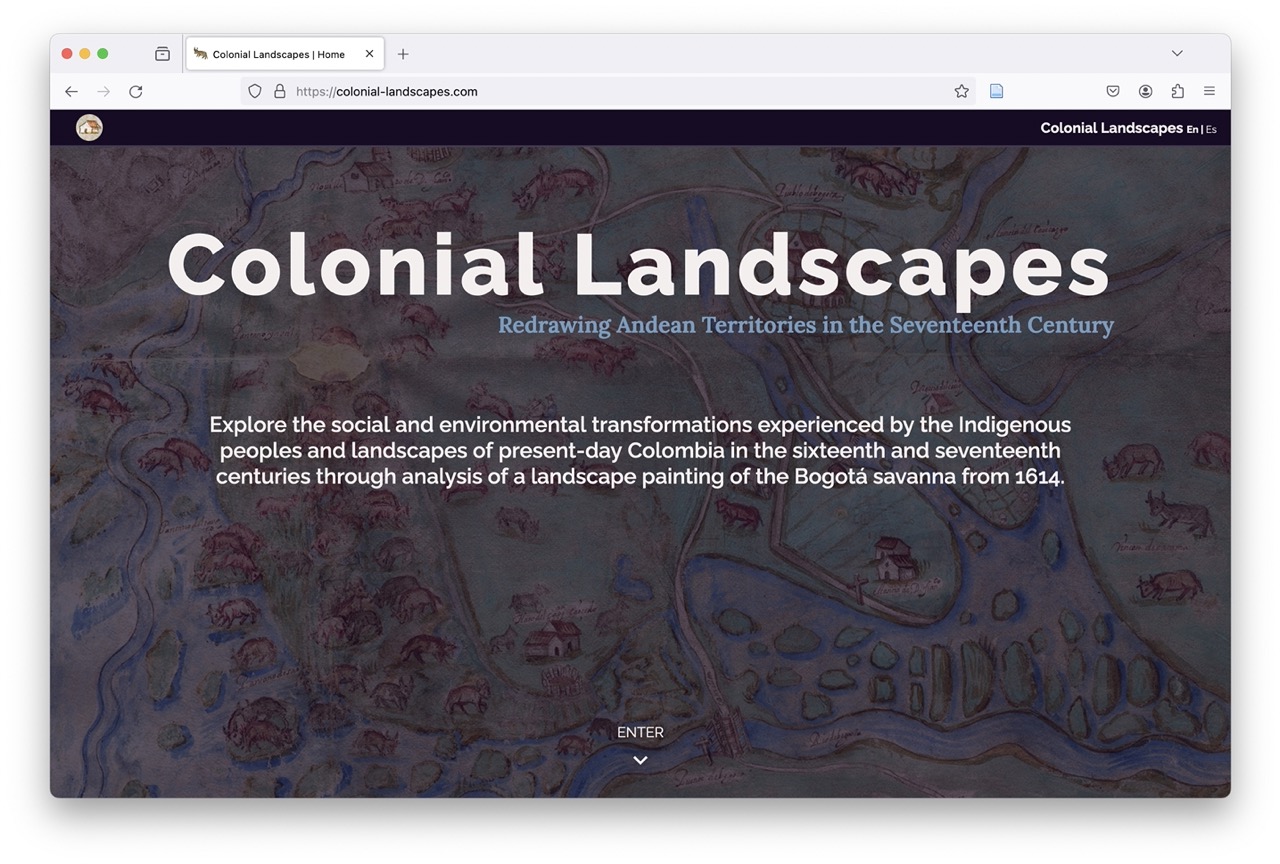 Colonial Landscapes | Home
https://colonial-landscapes.com
Colonial Landscapes En | Es
Colonial Landscapes
Redrawing Andean Territories in the Seventeenth Century
Explore the social and environmental transformations experienced by the Indigenous
peoples and landscapes of present-day Colombia in the sixteenth and seventeenth
centuries through analysis of a landscape painting of the Bogotá savanna from 1614.
ENTER